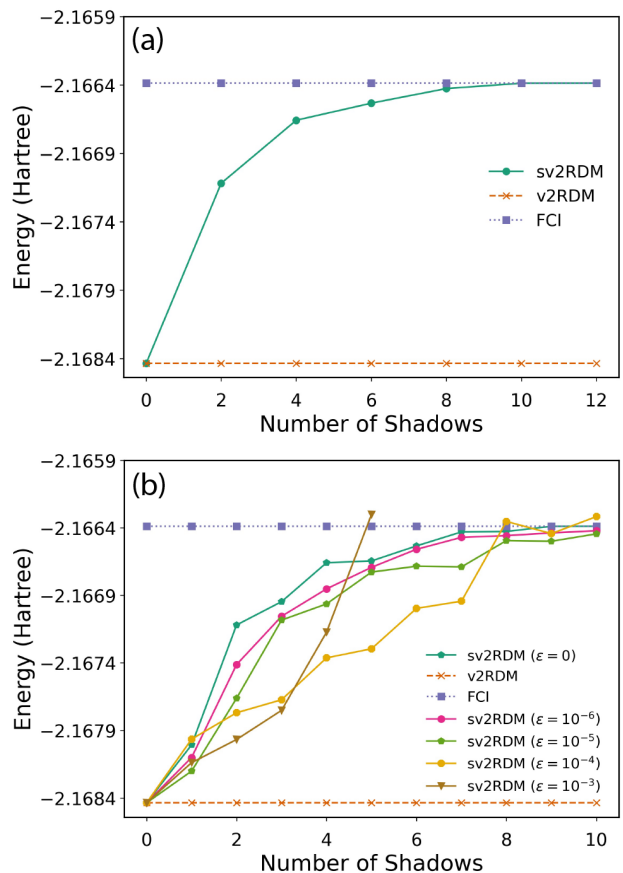 (a)
Energy (Hartree)
−2.1659
−2.1664
−2.1669
−2.1674
−2.1679
−2.1684
sv2RDM
v2RDM
FCI
0 2 4 6 8 10 12
Number of Shadows
(b)
Energy (Hartree)
−2.1659
−2.1664
−2.1669
−2.1674
−2.1679
−2.1684
sv2RDM (ε = 0)
v2RDM
FCI
sv2RDM (ε = 10⁻⁶)
sv2RDM (ε = 10⁻⁵)
sv2RDM (ε = 10⁻⁴)
sv2RDM (ε = 10⁻³)
0 2 4 6 8 10
Number of Shadows